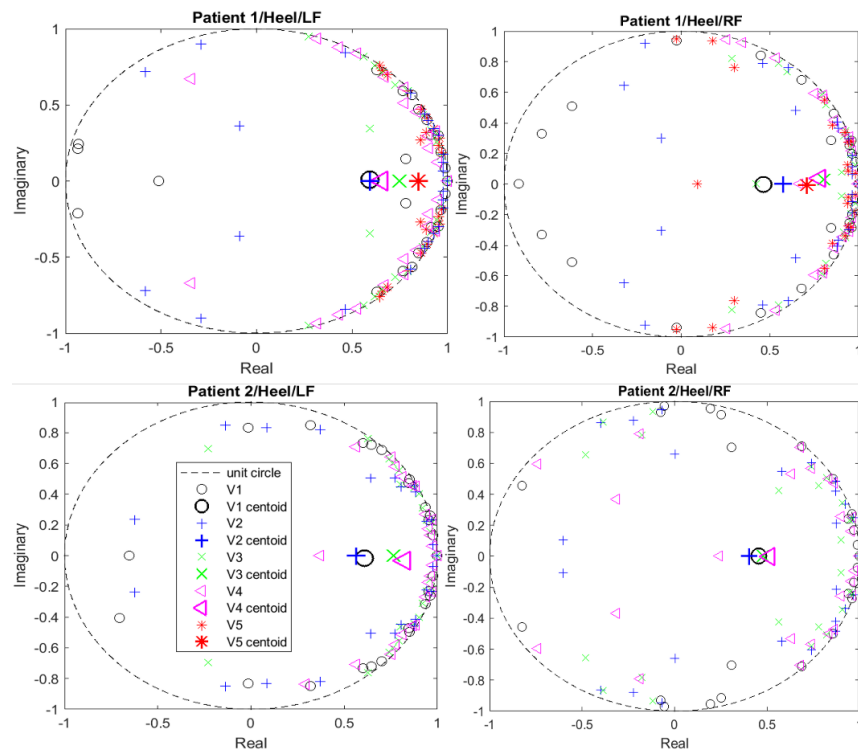 Patient 1/Heel/LF
1
0.5
0
-0.5
-1
-1
-0.5
0
0.5
1
Real
Imaginary
Patient 1/Heel/RF
1
0.8
0.6
0.4
0.2
0
-0.2
-0.4
-0.6
-0.8
-1
-1
-0.5
0
0.5
1
Real
Imaginary
Patient 2/Heel/LF
1
0.8
0.6
0.4
0.2
0
-0.2
-0.4
-0.6
-0.8
-1
-1
-0.5
0
0.5
1
Real
Imaginary
unit circle
V1
V1 centoid
V2
V2 centoid
V3
V3 centoid
V4
V4 centoid
V5
V5 centoid
Patient 2/Heel/RF
1
0.8
0.6
0.4
0.2
0
-0.2
-0.4
-0.6
-0.8
-1
-1
-0.5
0
0.5
1
Real
Imaginary